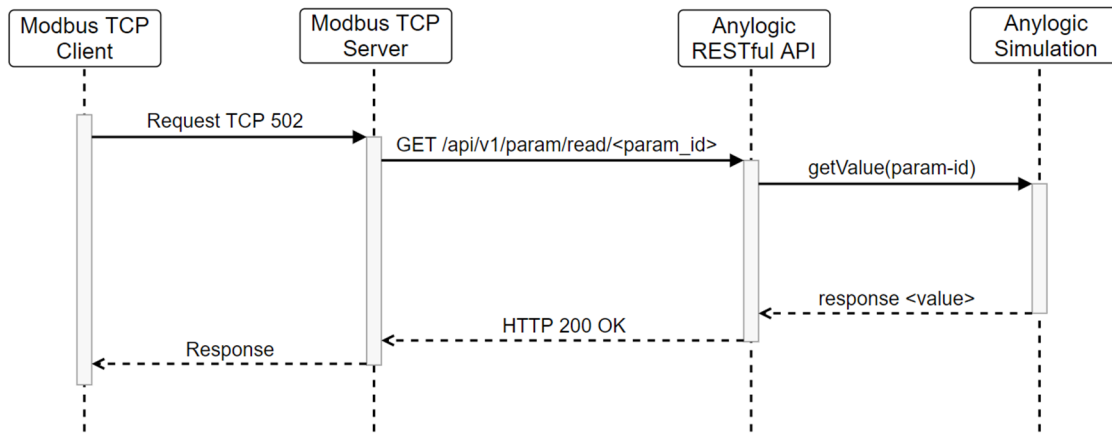 Modbus TCP
Client
Modbus TCP
Server
Anylogic
RESTful API
Anylogic
Simulation
Request TCP 502
GET /api/v1/param/read/<param_id>
getValue(param-id)
response <value>
HTTP 200 OK
Response